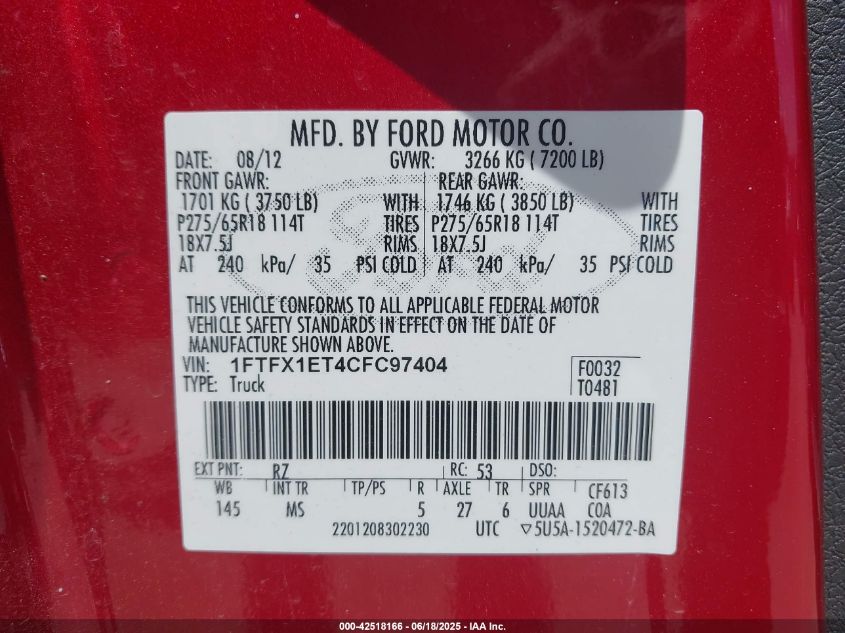 MFD. BY FORD MOTOR CO.
DATE: 08/12 GVWR: 3266 KG ( 7200 LB)
FRONT GAWR: REAR GAWR:
1701 KG ( 3750 LB) WITH 1746 KG ( 3850 LB) WITH
P275/65R18 114T TIRES P275/65R18 114T TIRES
18X7.5J RIMS 18X7.5J RIMS
AT 240 kPa/ 35 PSI COLD AT 240 kPa/ 35 PSI COLD
THIS VEHICLE CONFORMS TO ALL APPLICABLE FEDERAL MOTOR
VEHICLE SAFETY STANDARDS IN EFFECT ON THE DATE OF
MANUFACTURE SHOWN ABOVE.
VIN: 1FTFX1ET4CFC97404 F0032
TYPE: Truck T0481
EXT PNT: RZ RC: 53 DSO:
WB INT TR TP/PS R AXLE TR SPR CF613
145 MS 5 27 6 UUAA COA
2201208302230 UTC ▽5U5A-1520472-BA
000-42518166 - 06/18/2025 - IAA Inc.